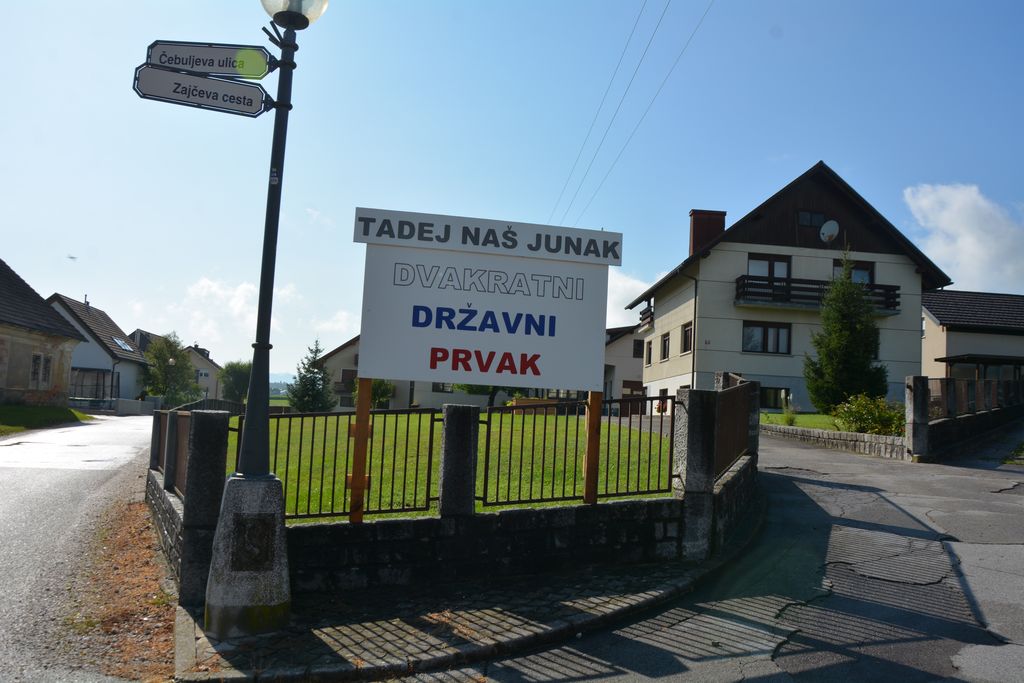 Čebuljeva ulica
Zajčeva cesta
TADEJ NAŠ JUNAK
DVAKRATNI
DRŽAVNI
PRVAK